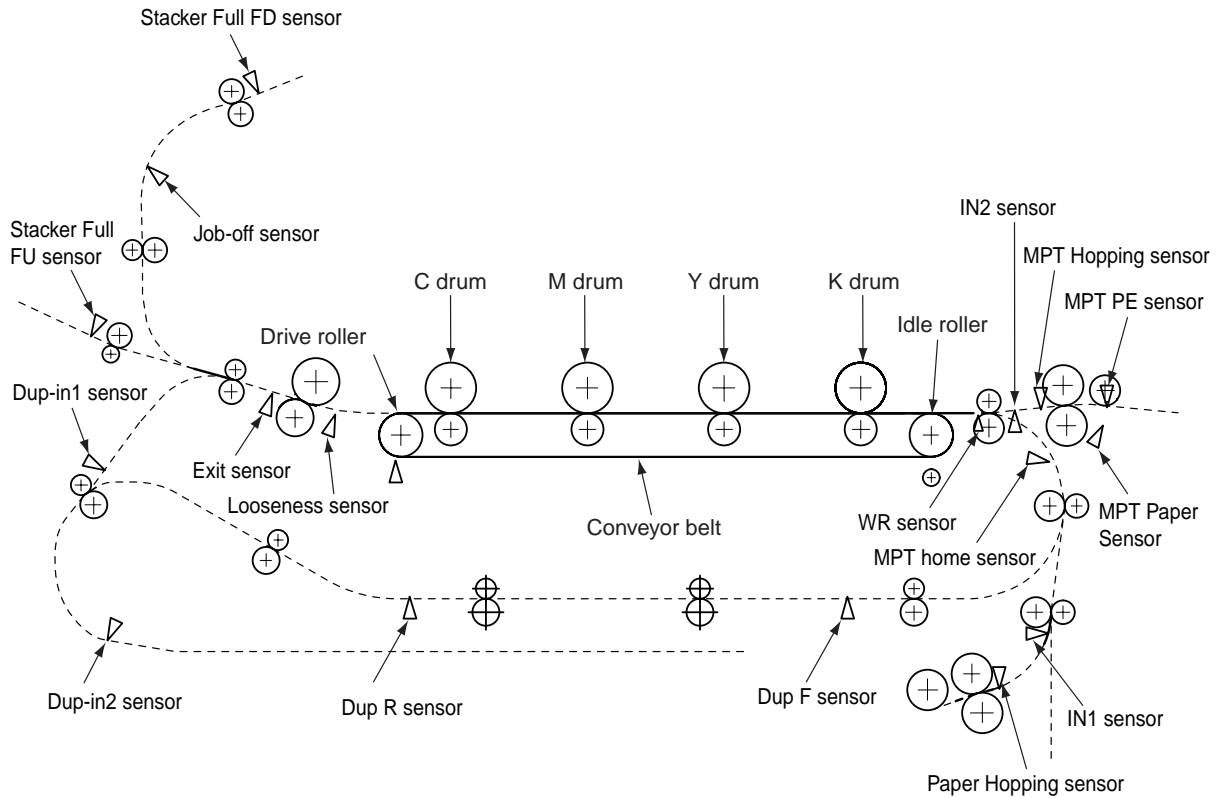 Stacker Full FD sensor
Job-off sensor
Stacker Full
FU sensor
IN2 sensor
MPT Hopping sensor
MPT PE sensor
C drum
M drum
Y drum
K drum
Idle roller
Drive roller
Dup-in1 sensor
Exit sensor
Looseness sensor
Conveyor belt
WR sensor
MPT home sensor
MPT Paper
Sensor
Dup-in2 sensor
Dup R sensor
Dup F sensor
IN1 sensor
Paper Hopping sensor